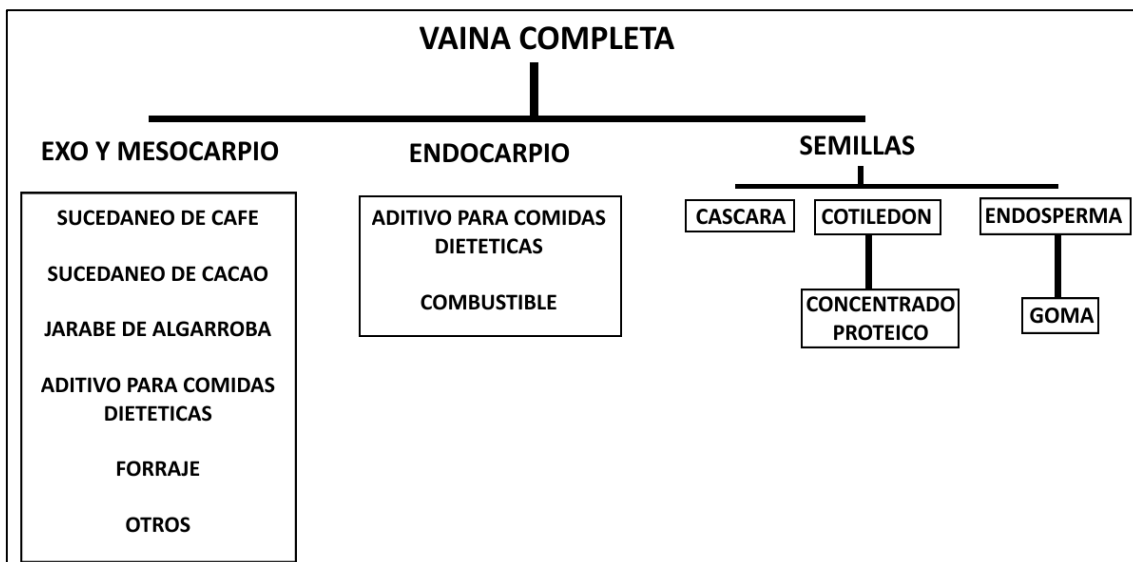 VAINA COMPLETA
EXO Y MESOCARPIO
SUCEDANEO DE CAFE
SUCEDANEO DE CACAO
JARABE DE ALGARROBA
ADITIVO PARA COMIDAS
DIETETICAS
FORRAJE
OTROS
ENDOCARPIO
ADITIVO PARA COMIDAS
DIETETICAS
COMBUSTIBLE
SEMILLAS
CASCARA
COTILEDON
CONCENTRADO
PROTEICO
ENDOSPERMA
GOMA